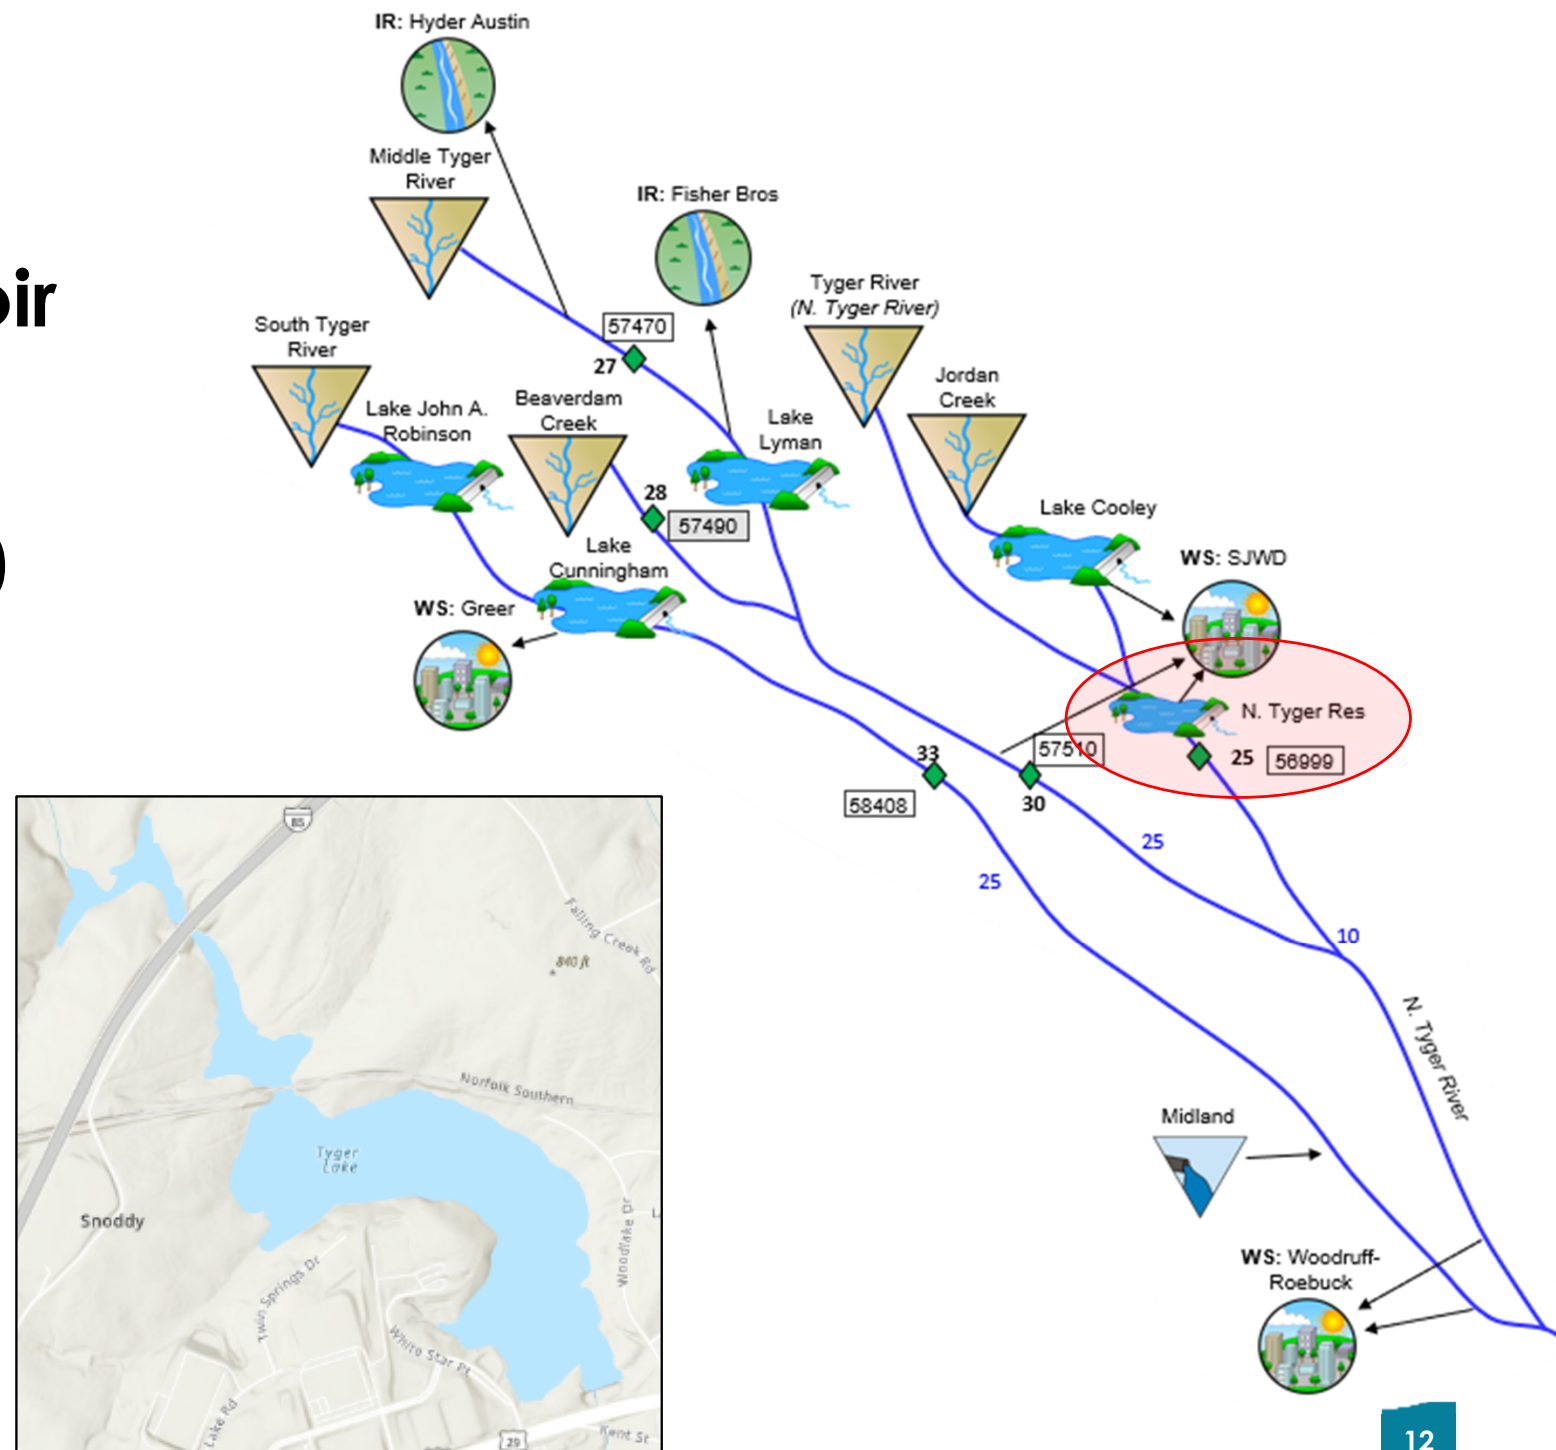 IR: Hyder Austin
Middle Tyger
River
IR: Fisher Bros
oir
Tyger River
(N. Tyger River)
57470
27
South Tyger
River
Jordan
Creek
Beaverdam
Creek
Lake John A.
Robinson
Lake
Lyman
28
57490
Lake Cooley
Lake
Cunningham
WS: SJWD
)
WS: Greer
N. Tyger Res
33
57510
25
56999
58408
30
85
25
25
Falling Creek Rd
840 ft
10
N. Tyger River
Norfolk Southern
Midland
Tyger
Lake
Snoddy
L
Woodlake Dr
Twin Springs Dr
WS: Woodruff-
Roebuck
White Star Pt
Lake Rd
29
Kent St
12